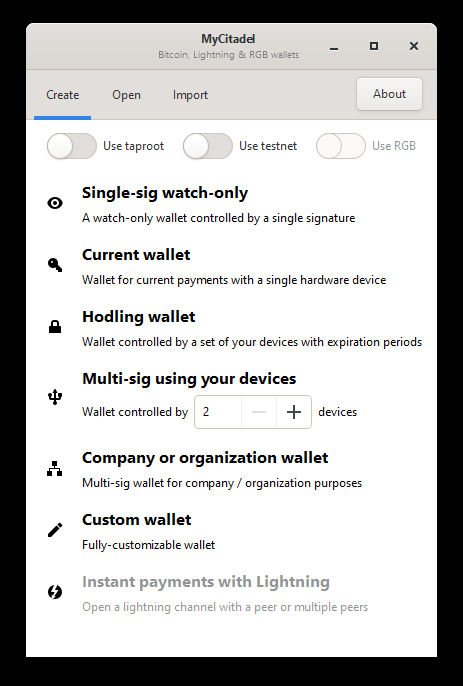 MyCitadel
Bitcoin, Lightning & RGB wallets
Create Open Import About
Use taproot Use testnet Use RGB
Single-sig watch-only
A watch-only wallet controlled by a single signature
Current wallet
Wallet for current payments with a single hardware device
Hodling wallet
Wallet controlled by a set of your devices with expiration periods
Multi-sig using your devices
Wallet controlled by 2 devices
Company or organization wallet
Multi-sig wallet for company / organization purposes
Custom wallet
Fully-customizable wallet
Instant payments with Lightning
Open a lightning channel with a peer or multiple peers